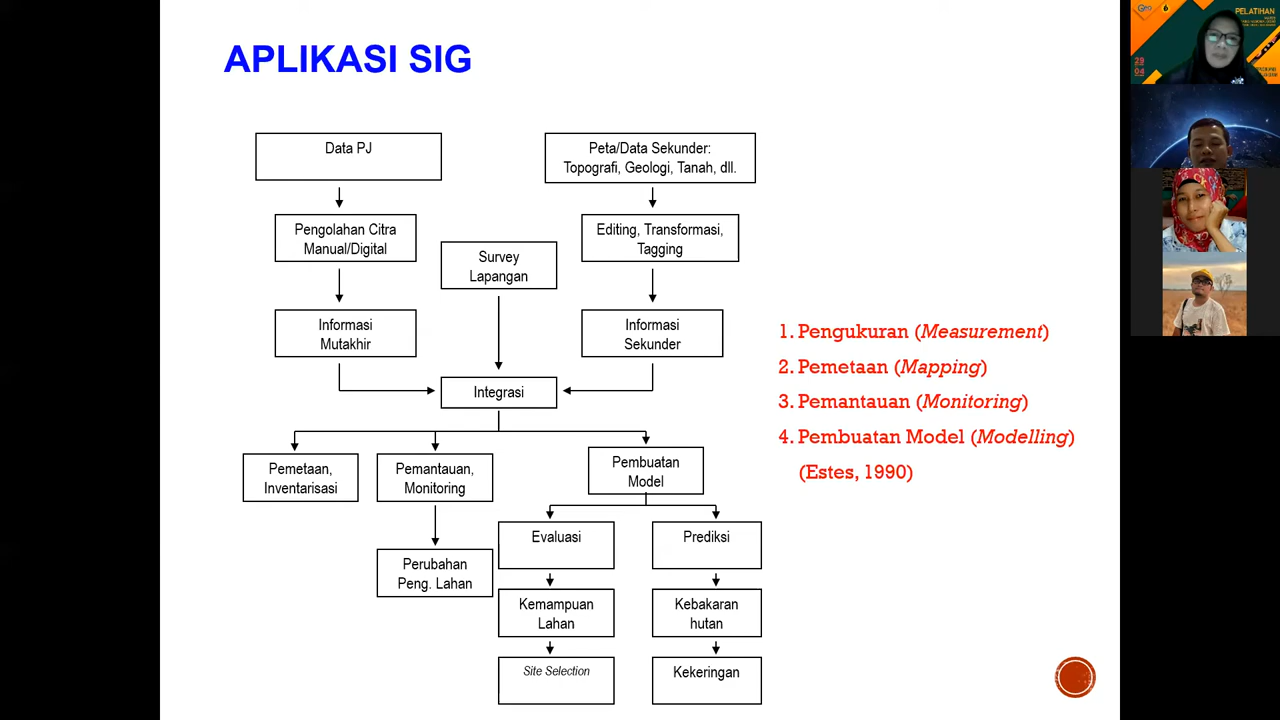 APLIKASI SIG
Data PJ
Peta/Data Sekunder:
Topografi, Geologi, Tanah, dll.
Pengolahan Citra
Manual/Digital
Survey
Lapangan
Editing, Transformasi,
Tagging
Informasi
Mutakhir
Informasi
Sekunder
Integrasi
Pemetaan,
Inventarisasi
Pemantauan,
Monitoring
Pembuatan
Model
Perubahan
Peng. Lahan
Evaluasi
Prediksi
Kemampuan
Lahan
Kebakaran
hutan
Site Selection
Kekeringan
1. Pengukuran (Measurement)
2. Pemetaan (Mapping)
3. Pemantauan (Monitoring)
4. Pembuatan Model (Modelling)
(Estes, 1990)
PELATIHAN
29
04